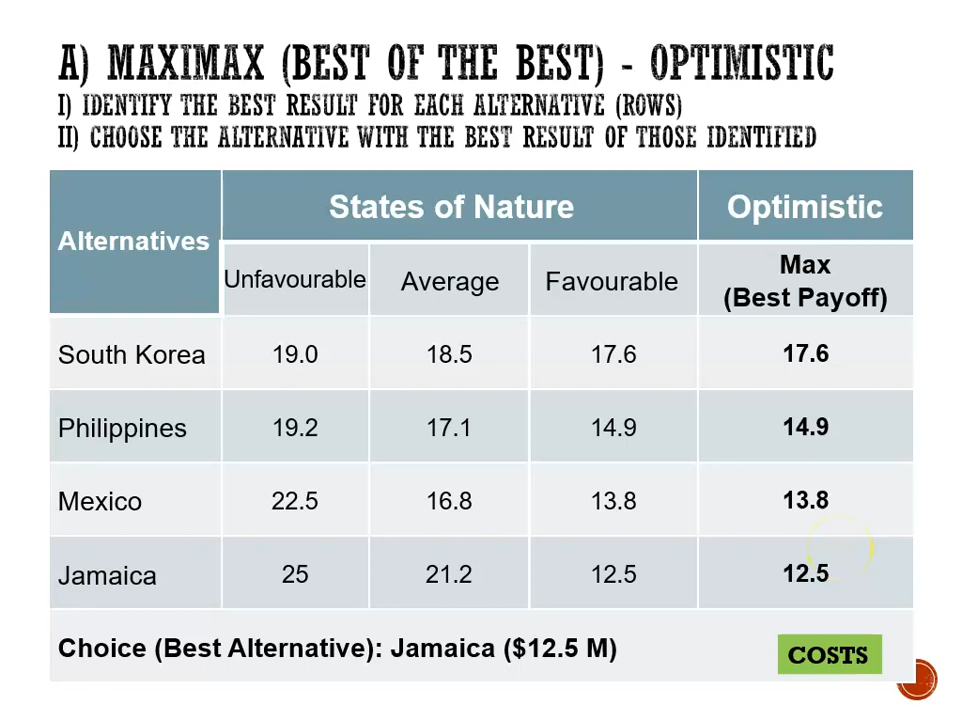 A) MAXIMAX (BEST OF THE BEST) - OPTIMISTIC
I) IDENTIFY THE BEST RESULT FOR EACH ALTERNATIVE (ROWS)
II) CHOOSE THE ALTERNATIVE WITH THE BEST RESULT OF THOSE IDENTIFIED
Alternatives States of Nature Optimistic
Unfavourable Average Favourable Max
(Best Payoff)
South Korea 19.0 18.5 17.6 17.6
Philippines 19.2 17.1 14.9 14.9
Mexico 22.5 16.8 13.8 13.8
Jamaica 25 21.2 12.5 12.5
Choice (Best Alternative): Jamaica ($12.5 M)
COSTS